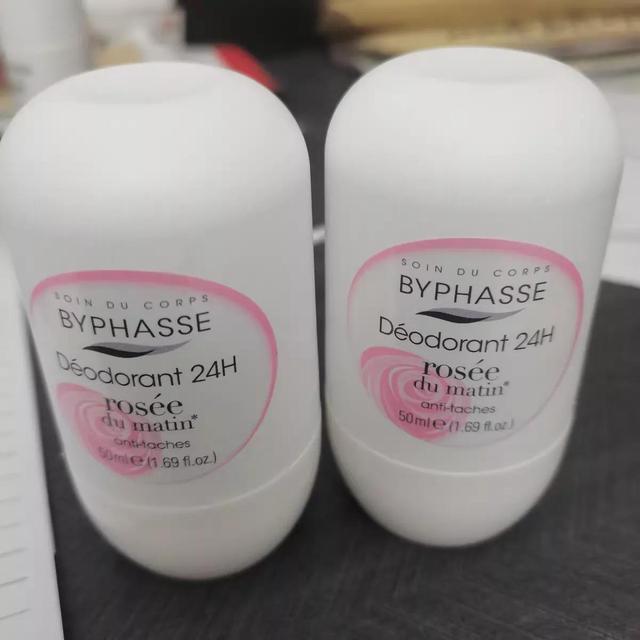 SOIN DU CORPS
BYPHASSE
Déodorant 24H
rosée
du matin*
anti-taches
50ml e (1.69 fl.oz.)
SOIN DU CORPS
BYPHASSE
Déodorant 24H
rosée
du matin*
anti-taches
50ml e (1.69 fl.oz.)